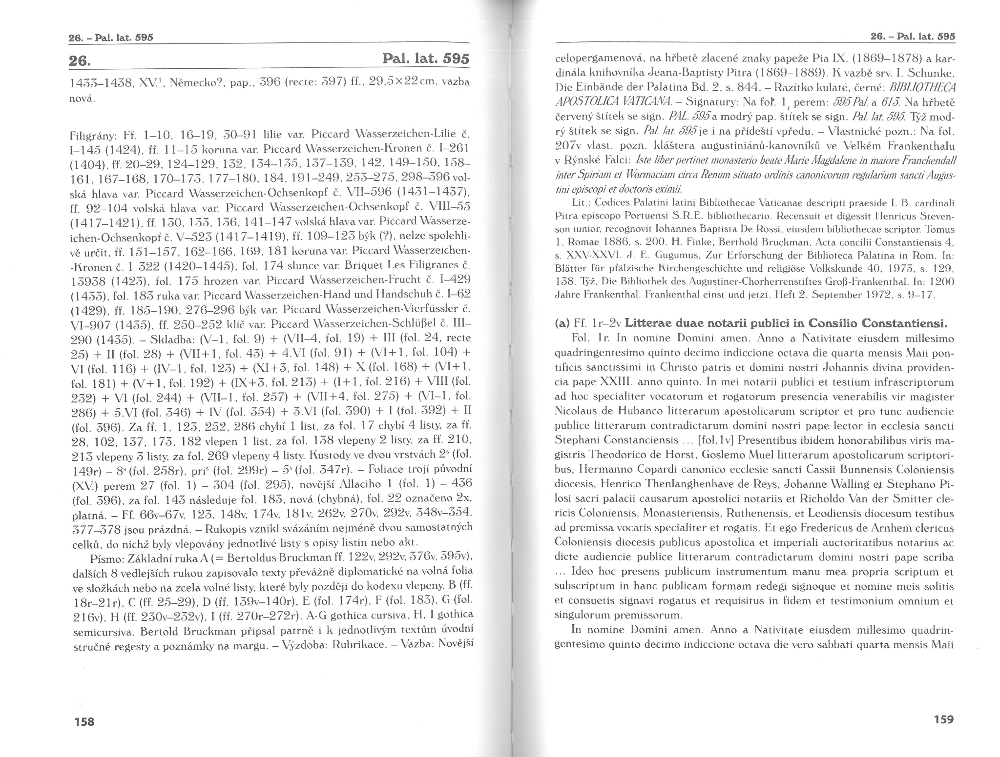 26. – Pal. lat. 595
26. Pal. lat. 595
1433–1438, XV.¹, Německo?, pap., 396 (recte: 397) ff., 29,5×22 cm, vazba
nová.
Filigrány: Ff. 1–10, 16–19, 30–91 lilie var. Piccard Wasserzeichen-Lilie č.
I–145 (1424), ff. 11–15 koruna var. Piccard Wasserzeichen-Kronen č. I–261
(1404), ff. 20–29, 124–129, 132, 134–135, 137–139, 142, 149–150, 158–
161, 167–168, 170–173, 177–180, 184, 191–249, 253–275, 298–396 vol-
ská hlava var. Piccard Wasserzeichen-Ochsenkopf č. VII–596 (1431–1437),
ff. 92–104 volská hlava var. Piccard Wasserzeichen-Ochsenkopf č. VIII–55
(1417–1421), ff. 130, 133, 136, 141–147 volská hlava var. Piccard Wasserze-
ichen-Ochsenkopf č. V–523 (1417–1419), ff. 109–123 býk (?), nelze spolehli-
vě určit, ff. 151–157, 162–166, 169, 181 koruna var. Piccard Wasserzeichen-
-Kronen č. I–322 (1420–1445), fol. 174 slunce var. Briquet Les Filigranes č.
13938 (1423), fol. 175 hrozen var. Piccard Wasserzeichen-Frucht č. I–429
(1433), fol. 183 ruka var. Piccard Wasserzeichen-Hand und Handschuh č. I–62
(1429), ff. 185–190, 276–296 býk var. Piccard Wasserzeichen-Vierfüssler č.
VI–907 (1435), ff. 250–252 klíč var. Piccard Wasserzeichen-Schlüßel č. III–
290 (1435). – Skladba: (V–1, fol. 9) + (VII–4, fol. 19) + III (fol. 24, recte
25) + II (fol. 28) + (VII+1, fol. 43) + 4.VI (fol. 91) + (VI+1, fol. 104) +
VI (fol. 116) + (IV–1, fol. 123) + (XI+3, fol. 148) + X (fol. 168) + (VI+1,
fol. 181) + (V+1, fol. 192) + (IX+3, fol. 213) + (I+1, fol. 216) + VIII (fol.
232) + VI (fol. 244) + (VII–1, fol. 257) + (VII+4, fol. 275) + (VI–1, fol.
286) + 5.VI (fol. 346) + IV (fol. 354) + 3.VI (fol. 390) + I (fol. 392) + II
(fol. 396). Za ff. 1, 123, 252, 286 chybí 1 list, za fol. 17 chybí 4 listy, za ff.
28, 102, 137, 173, 182 vlepen 1 list, za fol. 138 vlepeny 2 listy, za ff. 210,
213 vlepeny 3 listy, za fol. 269 vlepeny 4 listy. Kustody ve dvou vrstvách 2ˢ (fol.
149r) – 8ˢ (fol. 258r), priˢ (fol. 299r) – 5ˢ (fol. 347r). – Foliace trojí původní
(XV.) perem 27 (fol. 1) – 304 (fol. 295), novější Allaciho 1 (fol. 1) – 436
(fol. 396), za fol. 143 následuje fol. 183, nová (chybná), fol. 22 označeno 2x,
platná. – Ff. 66v–67v, 123, 148v, 174v, 181v, 262v, 270v, 292v, 348v–354,
377–378 jsou prázdná. – Rukopis vznikl svázáním nejméně dvou samostatných
celků, do nichž byly vlepovány jednotlivé listy s opisy listin nebo akt.
Písmo: Základní ruka A (= Bertoldus Bruckman ff. 122v, 292v, 376v, 395v),
dalších 8 vedlejších rukou zapisovalo texty převážně diplomatické na volná folia
ve složkách nebo na zcela volné listy, které byly později do kodexu vlepeny. B (ff.
18r–21r), C (ff. 25–29), D (ff. 139v–140r), E (fol. 174r), F (fol. 183), G (fol.
216v), H (ff. 230v–232v), I (ff. 270r–272r). A-G gothica cursiva, H, I gothica
semicursiva. Bertold Bruckman připsal patrně i k jednotlivým textům úvodní
stručné regesty a poznámky na margu. – Výzdoba: Rubrikace. – Vazba: Novější
158
26. – Pal. lat. 595
celopergamenová, na hřbetě zlacené znaky papeže Pia IX. (1869–1878) a kar-
dinála knihovníka Jeana-Baptisty Pitra (1869–1889). K vazbě srv. I. Schunke,
Die Einbände der Palatina Bd. 2, s. 844. – Razítko kulaté, černé: BIBLIOTHECA
APOSTOLICA VATICANA. – Signatury: Na fol. 1r perem: 595 Pal. a 613. Na hřbetě
červený štítek se sign. PAL. 595 a modrý pap. štítek se sign. Pal. lat. 595. Týž mod-
rý štítek se sign. Pal. lat. 595 je i na přídeští vpředu. – Vlastnické pozn.: Na fol.
207v vlast. pozn. kláštera augustiniánů-kanovníků ve Velkém Frankenthalu
v Rýnské Falci: Iste liber pertinet monasterio beate Marie Magdalene in maiore Franckendall
inter Spiriam et Wormaciam circa Renum situato ordinis canonicorum regularium sancti Augus-
tini episcopi et doctoris eximii.
Lit.: Codices Palatini latini Bibliothecae Vaticanae descripti praeside I. B. cardinali
Pitra episcopo Portuensi S.R.E. bibliothecario. Recensuit et digessit Henricus Steven-
son iunior, recognovit Iohannes Baptista De Rossi, eiusdem bibliothecae scriptor. Tomus
1, Romae 1886, s. 200. H. Finke, Berthold Bruckman, Acta concilii Constantiensis 4,
s. XXV-XXVI. J. E. Gugumus, Zur Erforschung der Biblioteca Palatina in Rom. In:
Blätter für pfälzische Kirchengeschichte und religiöse Volkskunde 40, 1973, s. 129,
138. Týž, Die Bibliothek des Augustiner-Chorherrenstiftes Groß-Frankenthal. In: 1200
Jahre Frankenthal. Frankenthal einst und jetzt. Heft 2, September 1972, s. 9–17.
(a) Ff. 1r–2v Litterae duae notarii publici in Consilio Constantiensi.
Fol. 1r. In nomine Domini amen. Anno a Nativitate eiusdem millesimo
quadringentesimo quinto decimo indiccione octava die quarta mensis Maii pon-
tificis sanctissimi in Christo patris et domini nostri Johannis divina providen-
cia pape XXIII. anno quinto. In mei notarii publici et testium infrascriptorum
ad hoc specialiter vocatorum et rogatorum presencia venerabilis vir magister
Nicolaus de Hubanco litterarum apostolicarum scriptor et pro tunc audiencie
publice litterarum contradictarum domini nostri pape lector in ecclesia sancti
Stephani Constanciensis ... [fol.1v] Presentibus ibidem honorabilibus viris ma-
gistris Theodorico de Horst, Goslemo Muel litterarum apostolicarum scriptori-
bus, Hermanno Copardi canonico ecclesie sancti Cassii Bunnensis Coloniensis
diocesis, Henrico Thenlanghenhave de Reys, Johanne Walling et Stephano Pi-
losi sacri palacii causarum apostolici notariis et Richoldo Van der Smitter cle-
ricis Coloniensis, Monasteriensis, Ruthenensis, et Leodiensis diocesum testibus
ad premissa vocatis specialiter et rogatis. Et ego Fredericus de Arnhem clericus
Coloniensis diocesis publicus apostolica et imperiali auctoritatibus notarius ac
dicte audiencie publice litterarum contradictarum domini nostri pape scriba
... Ideo hoc presens publicum instrumentum manu mea propria scriptum et
subscriptum in hanc publicam formam redegi signoque et nomine meis solitis
et consuetis signavi rogatus et requisitus in fidem et testimonium omnium et
singulorum premissorum.
In nomine Domini amen. Anno a Nativitate eiusdem millesimo quadrin-
gentesimo quinto decimo indiccione octava die vero sabbati quarta mensis Maii
159